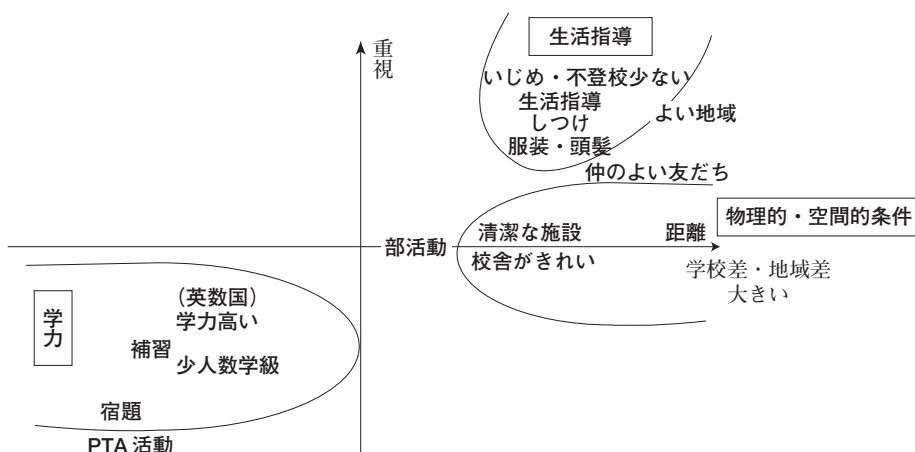 生活指導
重視
いじめ・不登校少ない
生活指導
よい地域
しつけ
服装・頭髪
仲のよい友だち
物理的・空間的条件
清潔な施設
距離
部活動
校舎がきれい
学校差・地域差
大きい
学力
(英数国)
学力高い
補習
少人数学級
宿題
PTA 活動